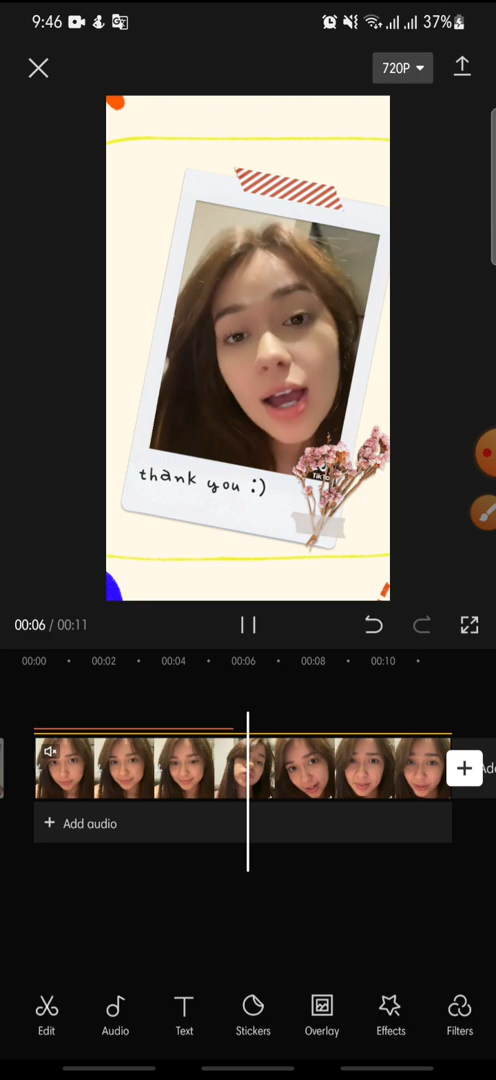 9:46
37%
720P
thank you :)
TikTo
00:06 / 00:11
00:00 00:02 00:04 00:06 00:08 00:10
+ Add audio
Edit Audio Text Stickers Overlay Effects Filters